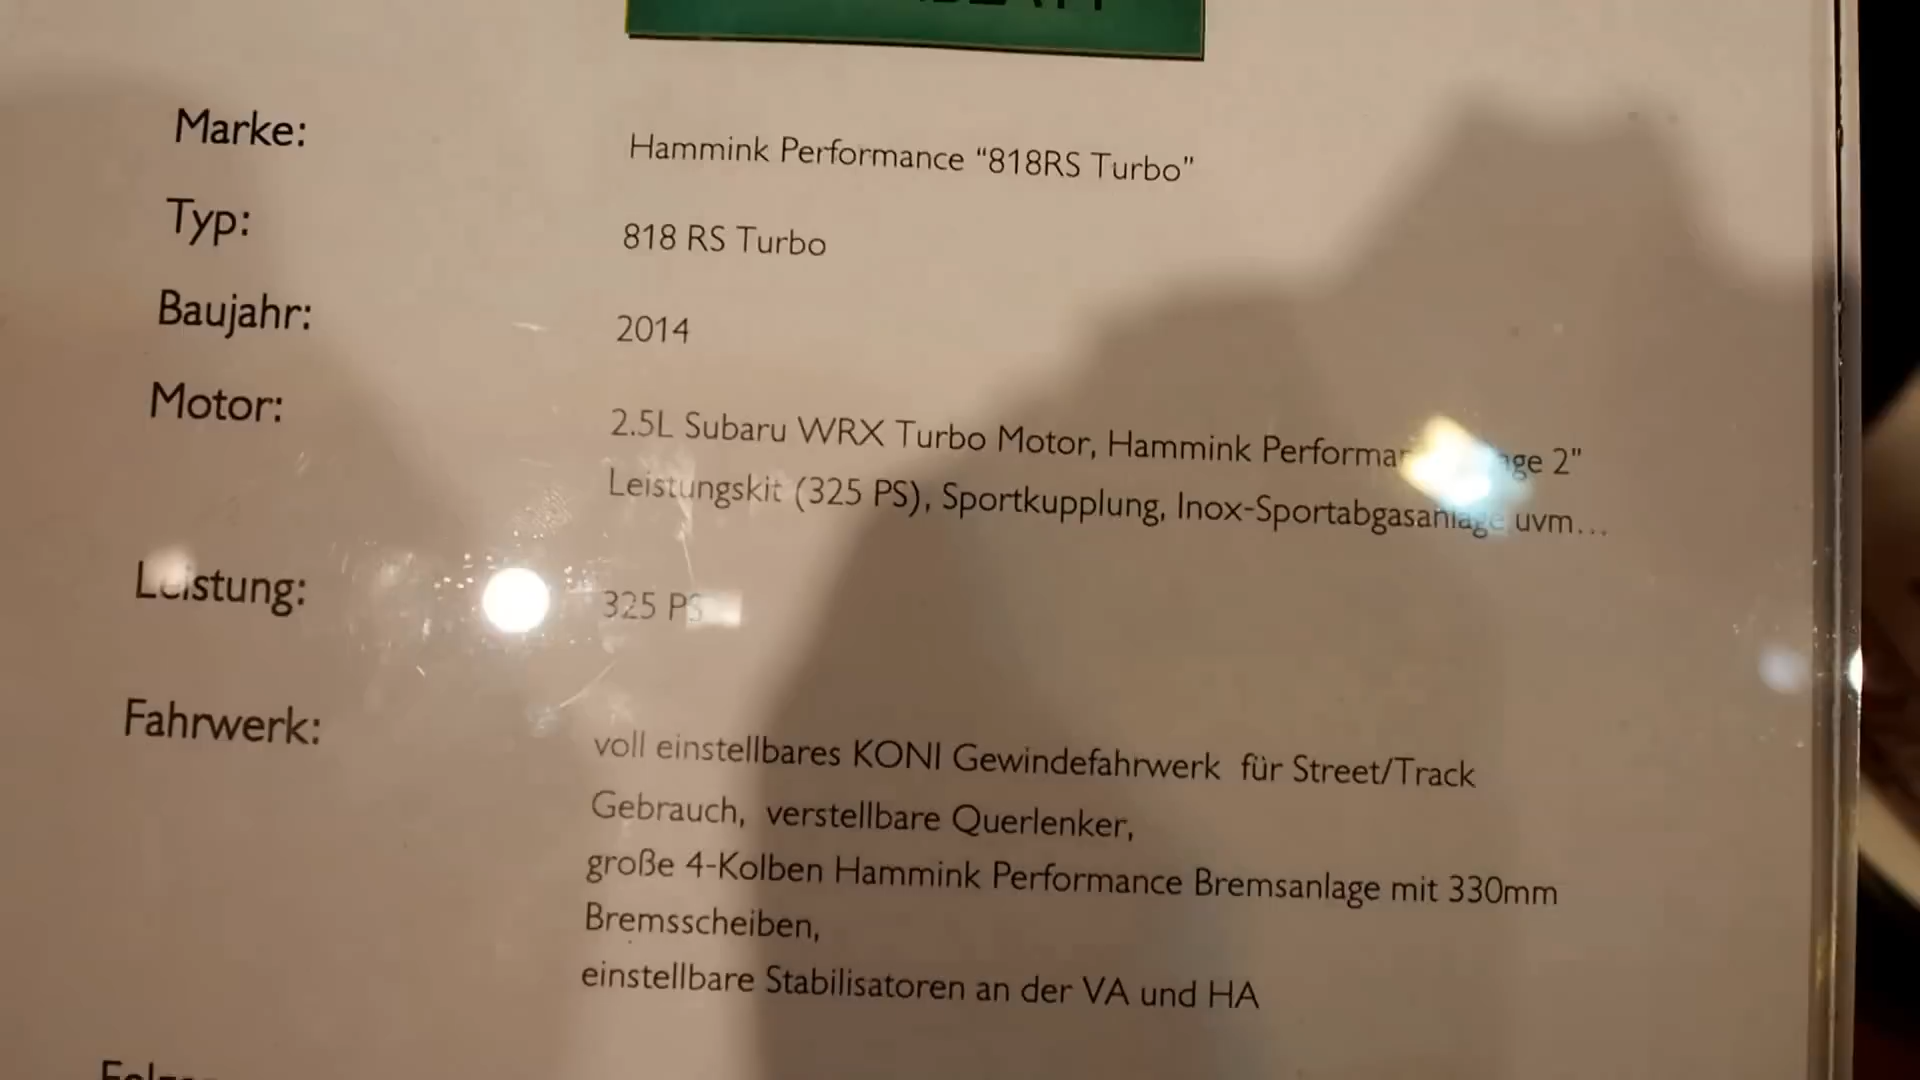 Marke: Hammink Performance “818RS Turbo”
Typ: 818 RS Turbo
Baujahr: 2014
Motor: 2.5L Subaru WRX Turbo Motor, Hammink 2"
Leistungskit (325 PS), Sportkupplung, Inox-Sportabgasanlage uvm...
Leistung: 325 PS
Fahrwerk: voll einstellbares KONI Gewindefahrwerk für Street/Track
Gebrauch, verstellbare Querlenker,
große 4-Kolben Hammink Performance Bremsanlage mit 330mm
Bremsscheiben,
einstellbare Stabilisatoren an der VA und HA